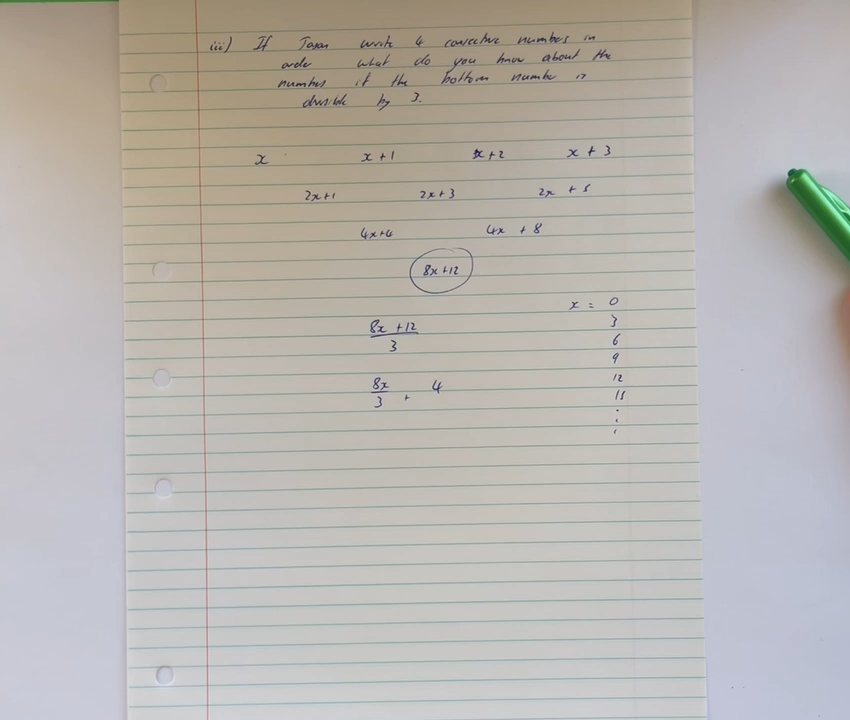 iii) If Jason write 4 consective numbers in
order what do you know about the
numbers if the bottom number is
divisible by 3.
x x+1 x+2 x + 3
2x+1 2x+3 2x + 5
4x+4 4x + 8
8x+12
x = 0
3
8x +12
3
6
9
12
15
8x
3 + 4